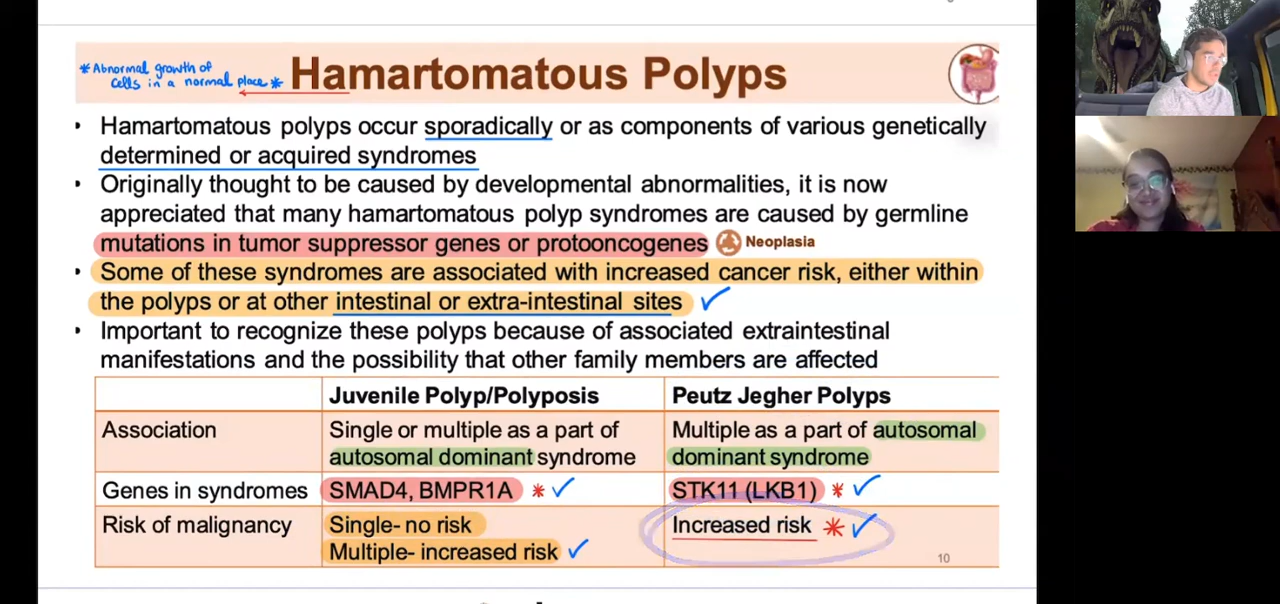 *Abnormal growth of
cells in a normal place*
Hamartomatous Polyps
• Hamartomatous polyps occur sporadically or as components of various genetically
determined or acquired syndromes
• Originally thought to be caused by developmental abnormalities, it is now
appreciated that many hamartomatous polyp syndromes are caused by germline
mutations in tumor suppressor genes or protooncogenes Neoplasia
• Some of these syndromes are associated with increased cancer risk, either within
the polyps or at other intestinal or extra-intestinal sites
• Important to recognize these polyps because of associated extraintestinal
manifestations and the possibility that other family members are affected
Juvenile Polyp/Polyposis Peutz Jegher Polyps
Association Single or multiple as a part of Multiple as a part of autosomal
autosomal dominant syndrome dominant syndrome
Genes in syndromes SMAD4, BMPR1A * STK11 (LKB1) *
Risk of malignancy Single- no risk Increased risk *
Multiple- increased risk
10